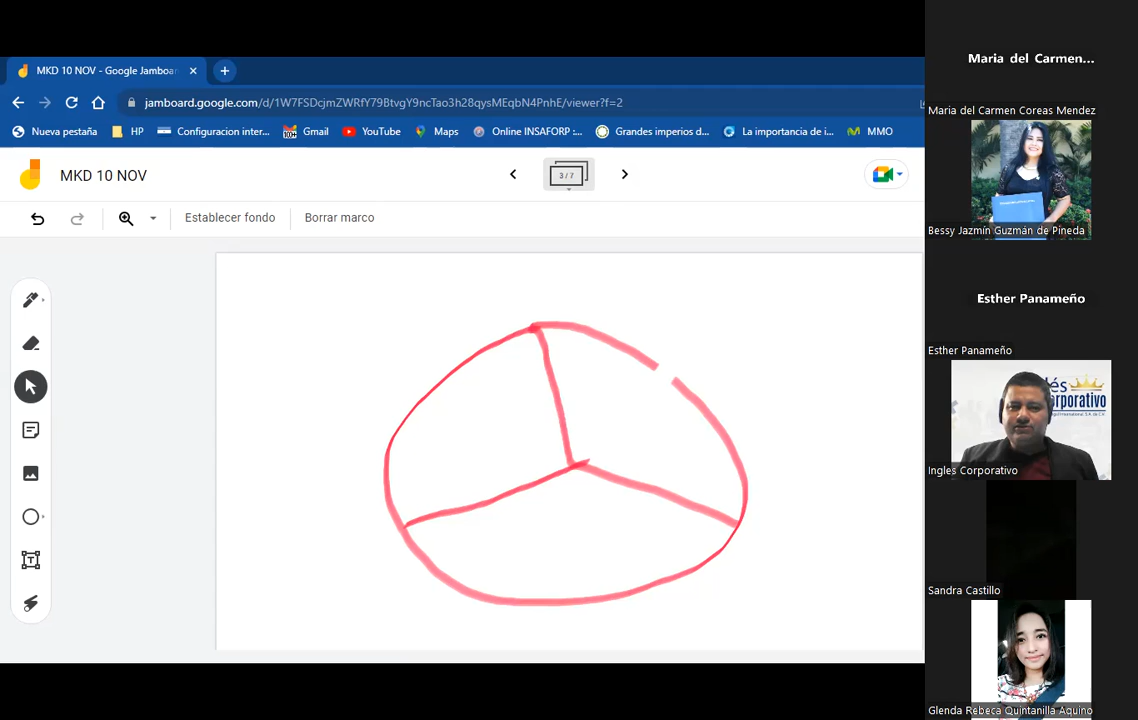 MKD 10 NOV - Google Jamboa
jamboard.google.com/d/1W7FSDcjmZWRfY79BtvgY9ncTao3h28qysMEqbN4PnhE/viewer?f=2
Nueva pestaña
HP
Configuracion inter...
Gmail
YouTube
Maps
Online INSAFORP :...
Grandes imperios d...
La importancia de i...
MMO
MKD 10 NOV
3 / 7
Establecer fondo
Borrar marco
Maria del Carmen...
Maria del Carmen Coreas Mendez
Bessy Jazmín Guzmán de Pineda
Esther Panameño
Esther Panameño
Ingles Corporativo
Sandra Castillo
Glenda Rebeca Quintanilla Aquino